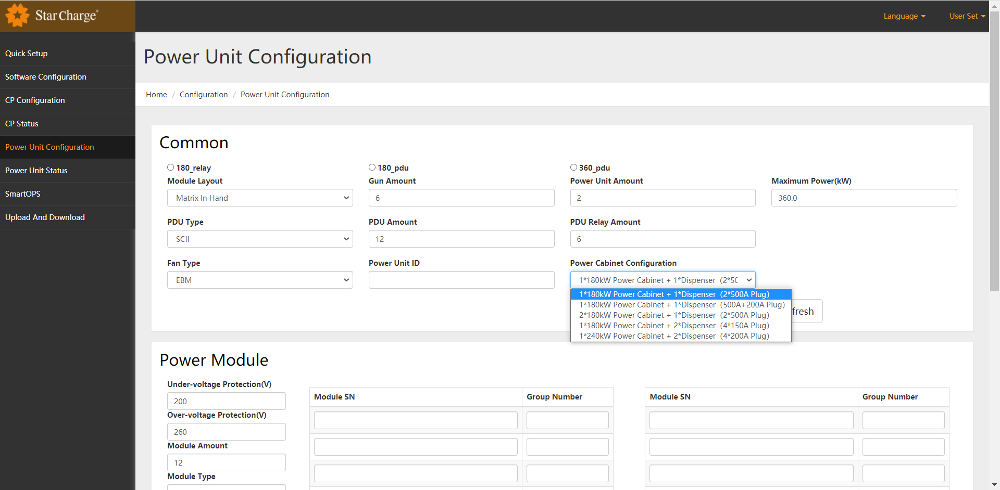 Star Charge®
Language
User Set
Quick Setup
Software Configuration
CP Configuration
CP Status
Power Unit Configuration
Power Unit Status
SmartOPS
Upload And Download
Power Unit Configuration
Home / Configuration / Power Unit Configuration
Common
180_relay
180_pdu
360_pdu
Module Layout
Gun Amount
Power Unit Amount
Maximum Power(kW)
Matrix In Hand
6
2
360.0
PDU Type
PDU Amount
PDU Relay Amount
SCII
12
6
Fan Type
Power Unit ID
Power Cabinet Configuration
EBM
1*180kW Power Cabinet + 1*Dispenser (2*50
1*180kW Power Cabinet + 1*Dispenser (2*500A Plug)
1*180kW Power Cabinet + 1*Dispenser (500A+200A Plug)
2*180kW Power Cabinet + 1*Dispenser (2*500A Plug)
1*180kW Power Cabinet + 2*Dispenser (4*150A Plug)
1*240kW Power Cabinet + 2*Dispenser (4*200A Plug)
fresh
Power Module
Under-voltage Protection(V)
200
Over-voltage Protection(V)
260
Module Amount
12
Module Type
Module SN
Group Number
Module SN
Group Number